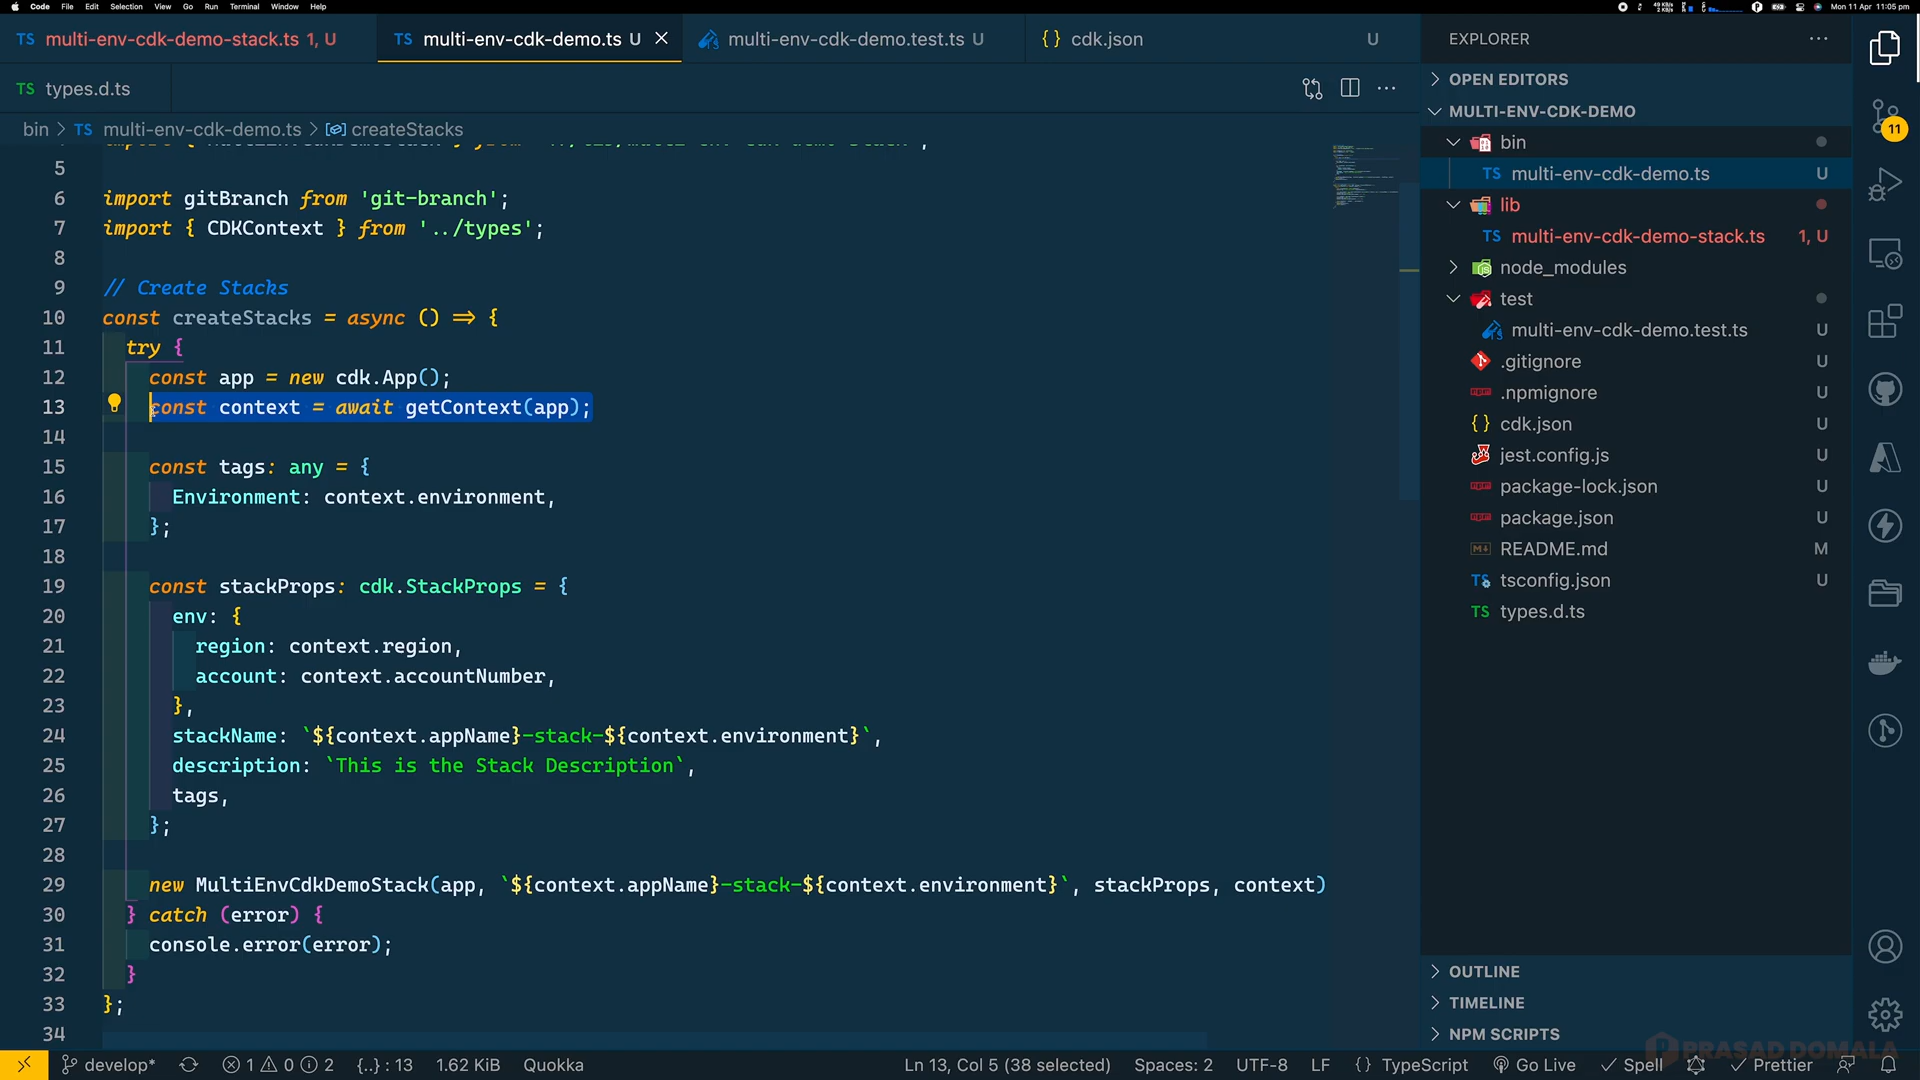 Code File Edit Selection View Go Run Terminal Window Help
Mon 11 Apr 11:05 pm
TS multi-env-cdk-demo-stack.ts 1, U
TS multi-env-cdk-demo.ts U
multi-env-cdk-demo.test.ts U
{} cdk.json U
TS types.d.ts
bin > TS multi-env-cdk-demo.ts > createStacks
5
6 import gitBranch from 'git-branch';
7 import { CDKContext } from '../types';
8
9 // Create Stacks
10 const createStacks = async () => {
11 try {
12 const app = new cdk.App();
13 const context = await getContext(app);
14
15 const tags: any = {
16 Environment: context.environment,
17 };
18
19 const stackProps: cdk.StackProps = {
20 env: {
21 region: context.region,
22 account: context.accountNumber,
23 },
24 stackName: `${context.appName}-stack-${context.environment}`,
25 description: `This is the Stack Description`,
26 tags,
27 };
28
29 new MultiEnvCdkDemoStack(app, `${context.appName}-stack-${context.environment}`, stackProps, context)
30 } catch (error) {
31 console.error(error);
32 }
33 };
34
EXPLORER
OPEN EDITORS
MULTI-ENV-CDK-DEMO
bin
TS multi-env-cdk-demo.ts U
lib
TS multi-env-cdk-demo-stack.ts 1, U
node_modules
test
multi-env-cdk-demo.test.ts U
.gitignore U
.npmignore U
{} cdk.json U
jest.config.js U
package-lock.json U
package.json U
README.md M
tsconfig.json U
TS types.d.ts U
OUTLINE
TIMELINE
NPM SCRIPTS
11
develop* 1 0 2 {..} : 13 1.62 KiB Quokka
Ln 13, Col 5 (38 selected) Spaces: 2 UTF-8 LF {} TypeScript Go Live Spell Prettier
PRASAD DOMALA